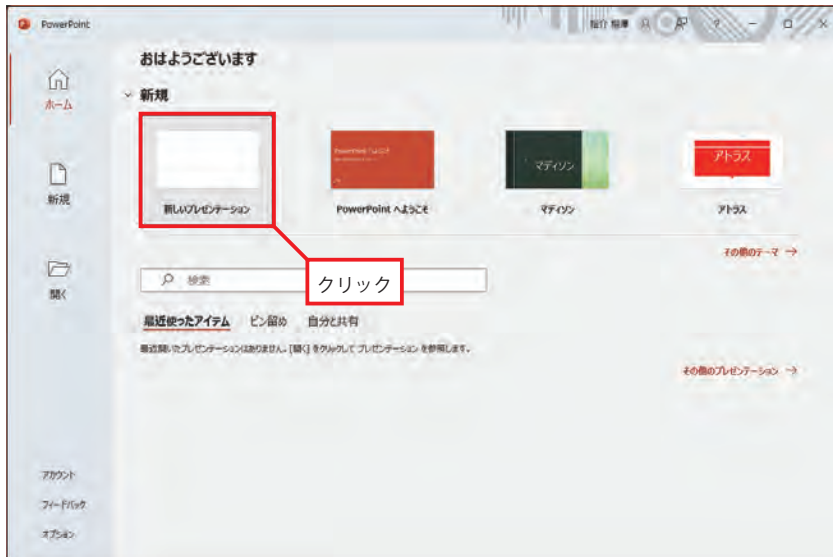 PowerPoint
おはようございます
ホーム
新規
新しいプレゼンテーション
PowerPoint へようこそ
マディソン
マディソン
アトラス
アトラス
新規
その他のテーマ →
開く
検索
クリック
最近使ったアイテム ピン留め 自分と共有
最近開いたプレゼンテーションはありません。[開く] をクリックして プレゼンテーション を参照します。
その他のプレゼンテーション →
アカウント
フィードバック
オプション